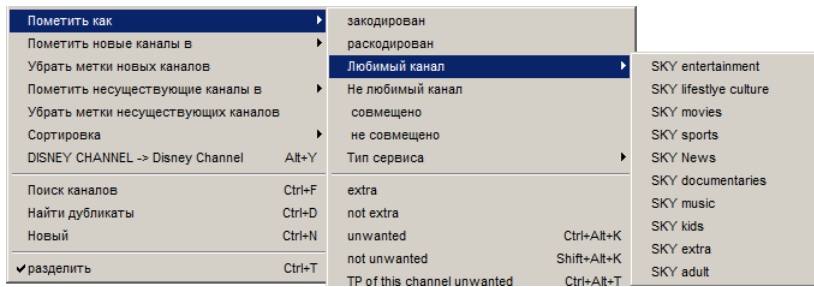 Пометить как
Пометить новые каналы в
Убрать метки новых каналов
Пометить несуществующие каналы в
Убрать метки несуществующих каналов
Сортировка
DISNEY CHANNEL -> Disney Channel Alt+Y
Поиск каналов Ctrl+F
Найти дубликаты Ctrl+D
Новый Ctrl+N
разделить Ctrl+T
закодирован
раскодирован
Любимый канал
Не любимый канал
совмещено
не совмещено
Тип сервиса
extra
not extra
unwanted Ctrl+Alt+K
not unwanted Shift+Alt+K
TP of this channel unwanted Ctrl+Alt+T
SKY entertainment
SKY lifestlye culture
SKY movies
SKY sports
SKY News
SKY documentaries
SKY music
SKY kids
SKY extra
SKY adult